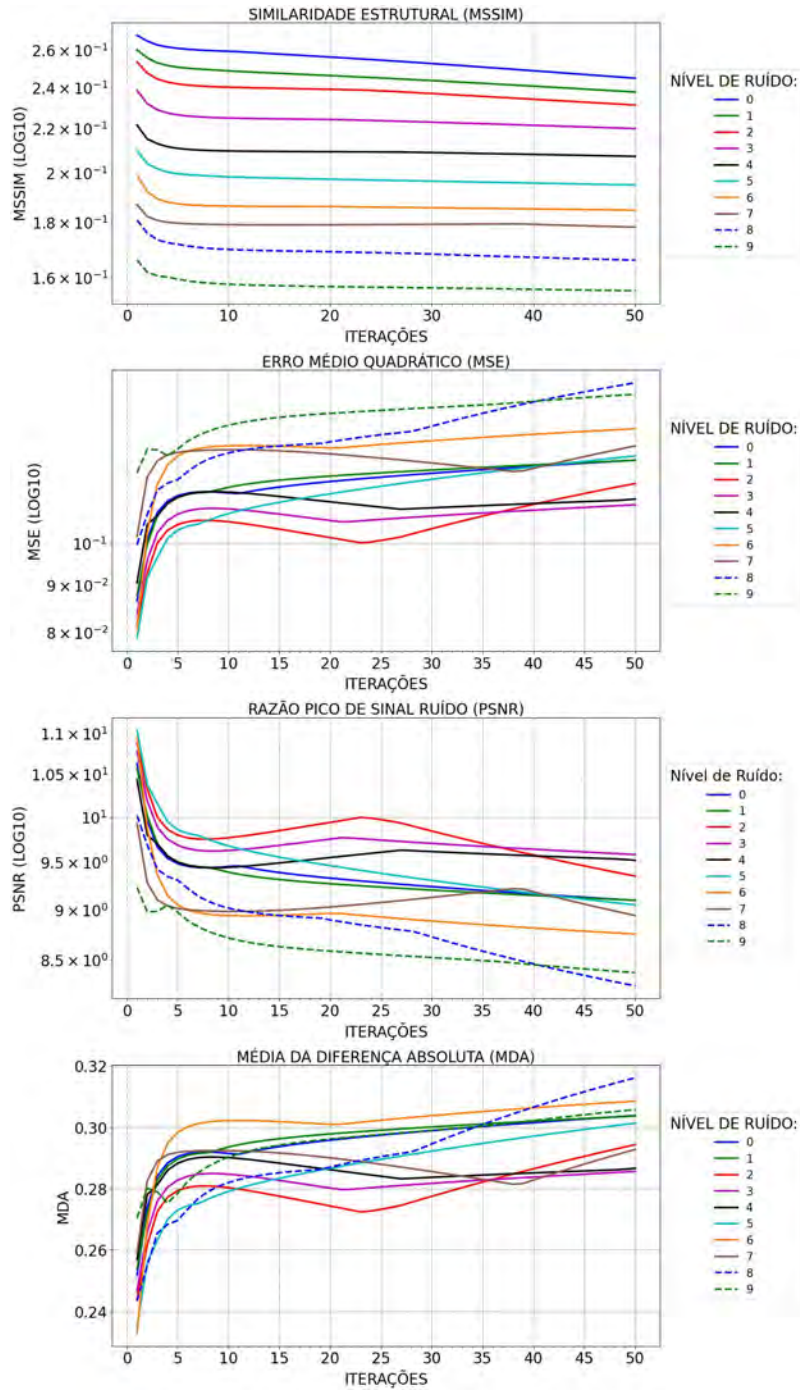 SIMILARIDADE ESTRUTURAL (MSSIM)
MSSIM (LOG10)
2.6 × 10⁻¹
2.4 × 10⁻¹
2.2 × 10⁻¹
2 × 10⁻¹
1.8 × 10⁻¹
1.6 × 10⁻¹
0 10 20 30 40 50
ITERAÇÕES
NÍVEL DE RUÍDO:
0
1
2
3
4
5
6
7
8
9
ERRO MÉDIO QUADRÁTICO (MSE)
MSE (LOG10)
10⁻¹
9 × 10⁻²
8 × 10⁻²
0 5 10 15 20 25 30 35 40 45 50
ITERAÇÕES
NÍVEL DE RUÍDO:
0
1
2
3
4
5
6
7
8
9
RAZÃO PICO DE SINAL RUÍDO (PSNR)
PSNR (LOG10)
1.1 × 10¹
1.05 × 10¹
10¹
9.5 × 10⁰
9 × 10⁰
8.5 × 10⁰
0 5 10 15 20 25 30 35 40 45 50
ITERAÇÕES
Nível de Ruído:
0
1
2
3
4
5
6
7
8
9
MÉDIA DA DIFERENÇA ABSOLUTA (MDA)
MDA
0.32
0.30
0.28
0.26
0.24
0 5 10 15 20 25 30 35 40 45 50
ITERAÇÕES
NÍVEL DE RUÍDO:
0
1
2
3
4
5
6
7
8
9